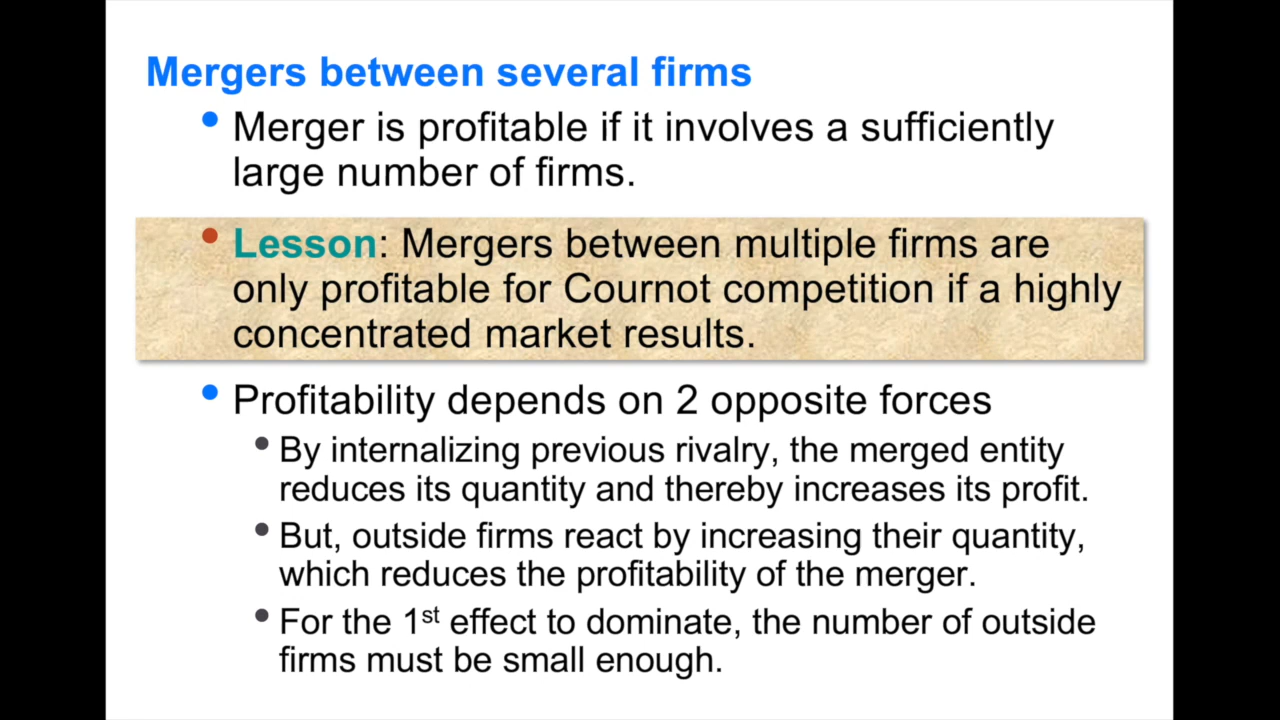 Mergers between several firms
• Merger is profitable if it involves a sufficiently
large number of firms.
• Lesson: Mergers between multiple firms are
only profitable for Cournot competition if a highly
concentrated market results.
• Profitability depends on 2 opposite forces
• By internalizing previous rivalry, the merged entity
reduces its quantity and thereby increases its profit.
• But, outside firms react by increasing their quantity,
which reduces the profitability of the merger.
• For the 1st effect to dominate, the number of outside
firms must be small enough.